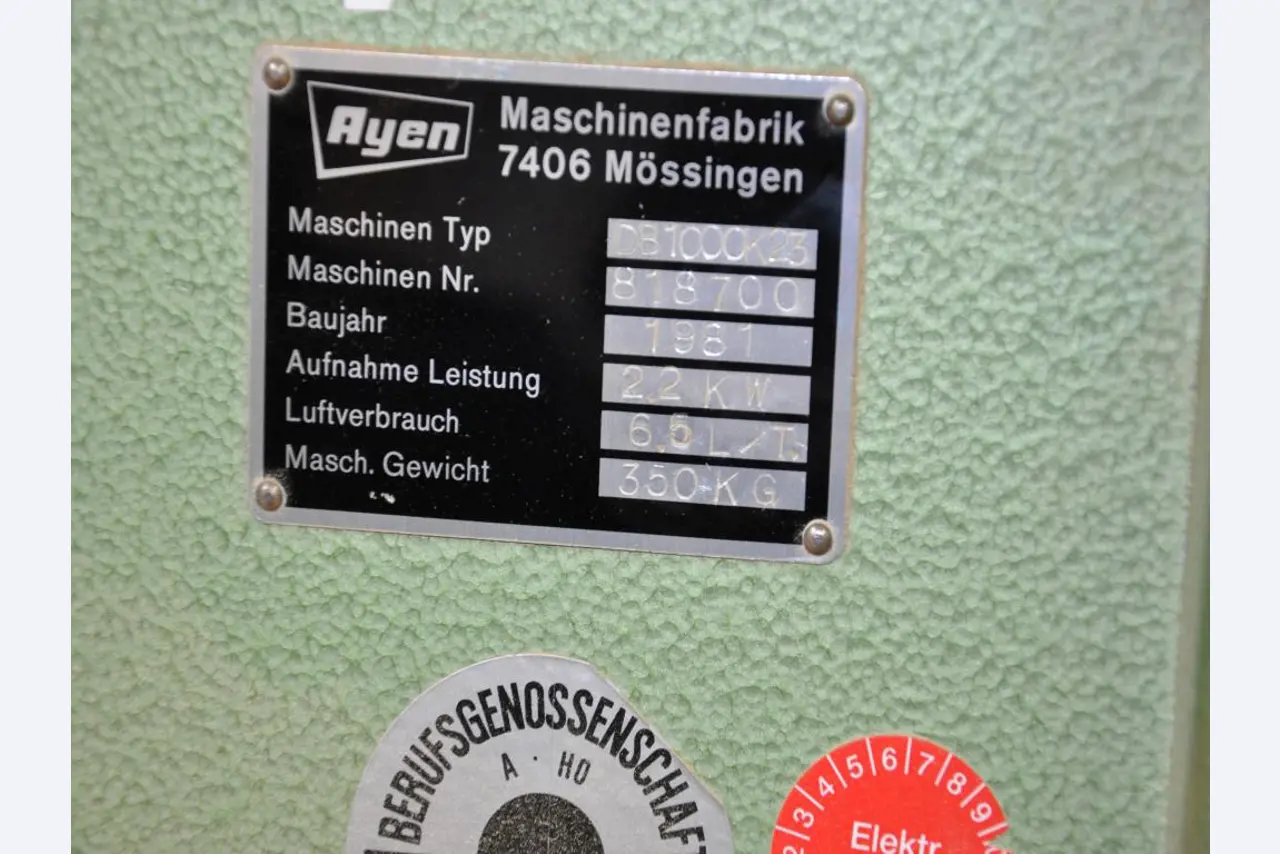 Ayen
Maschinenfabrik
7406 Mössingen
Maschinen Typ DB1000K23
Maschinen Nr. 818700
Baujahr 1981
Aufnahme Leistung 2.2 KW
Luftverbrauch 6.5 L/T.
Masch. Gewicht 350 KG
BERUFSGENOSSENSCHAFT
A · HO
2 3 4 5 6 7 8 9
Elektr